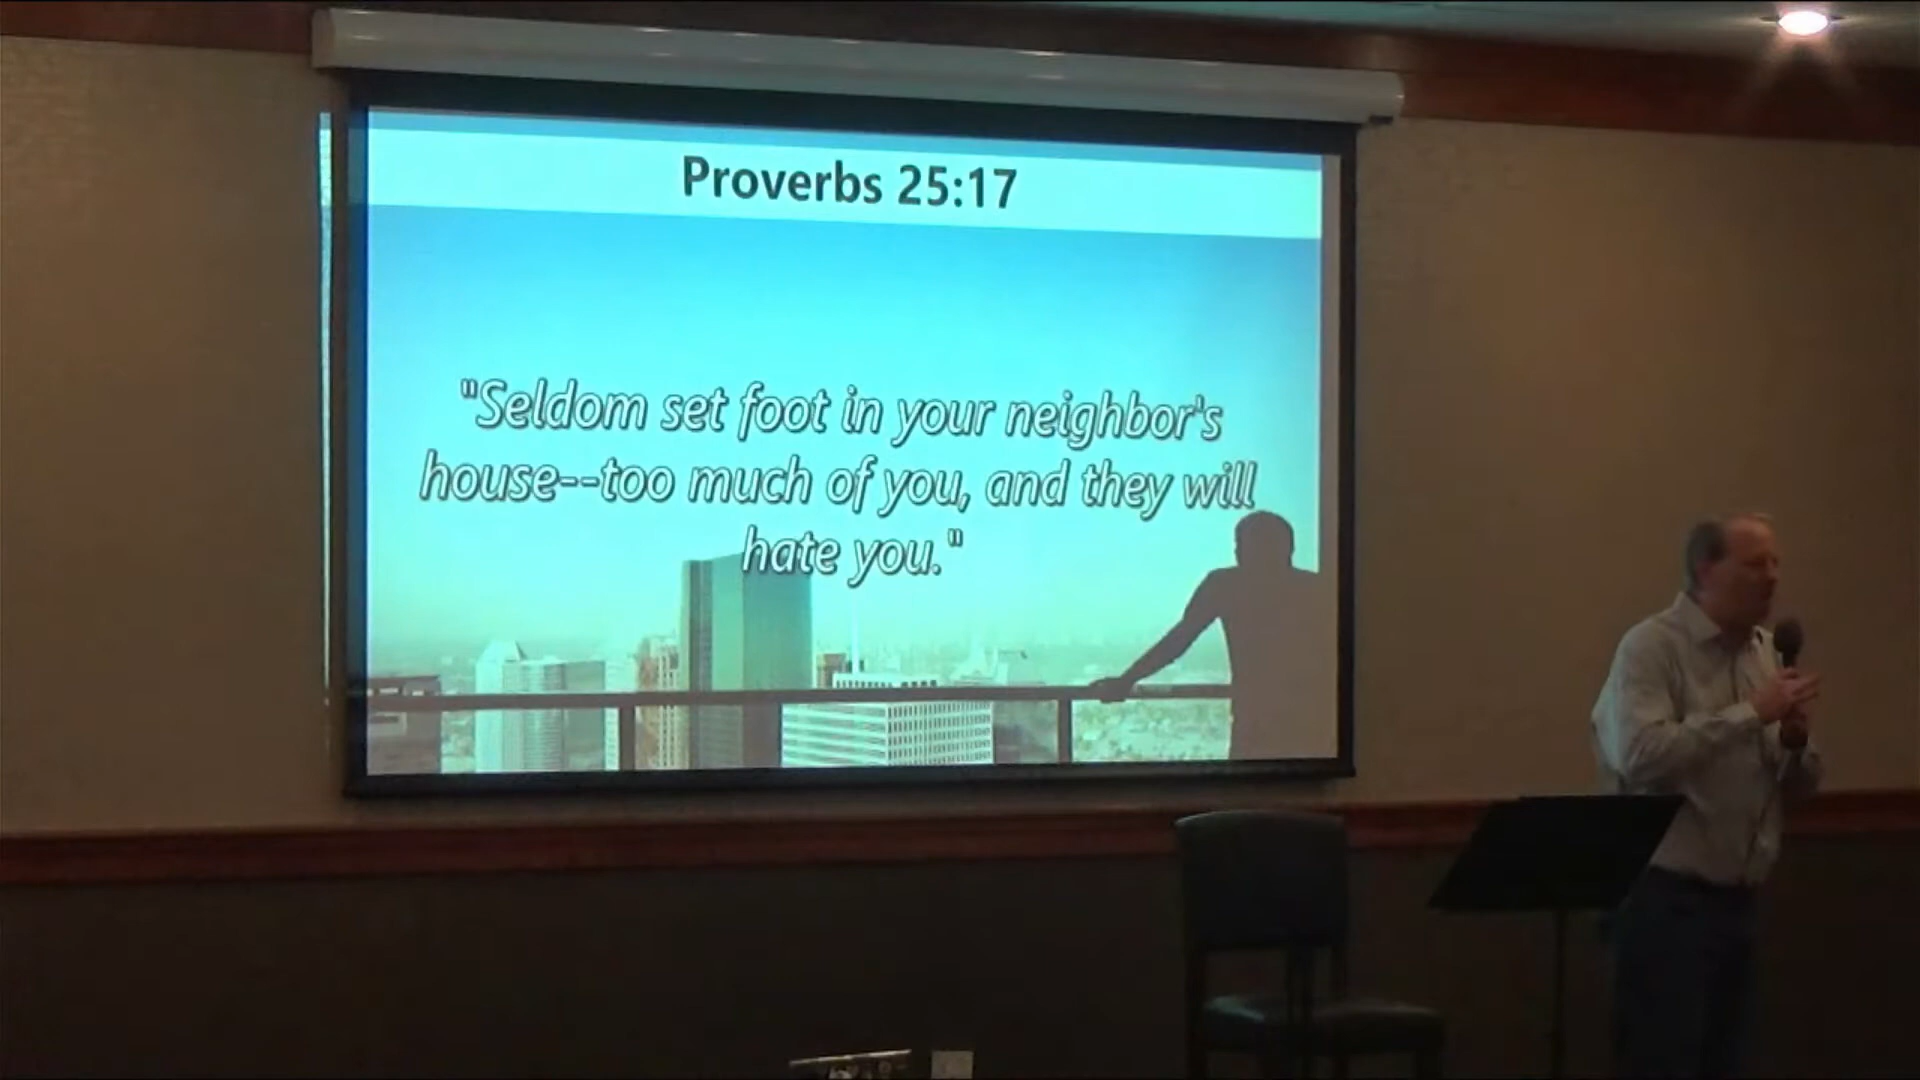 Proverbs 25:17
"Seldom set foot in your neighbor's
house--too much of you, and they will
hate you."